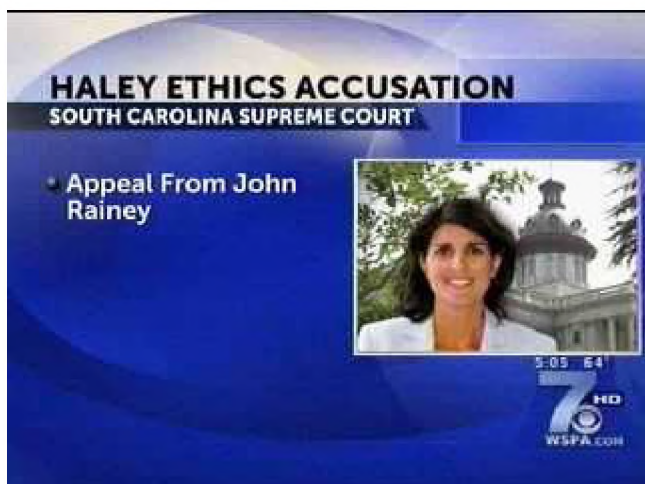 HALEY ETHICS ACCUSATION
SOUTH CAROLINA SUPREME COURT
Appeal From John
Rainey
5:05 64°
7
HD
WSPA.COM